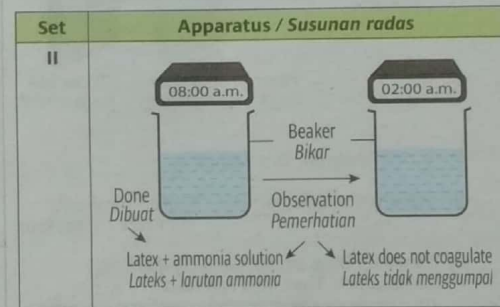 Set
Apparatus / Susunan radas
II
08:00 a.m.
02:00 a.m.
Beaker
Bikar
Done
Dibuat
Observation
Pemerhatian
Latex + ammonia solution
Lateks + larutan ammonia
Latex does not coagulate
Lateks tidak menggumpal